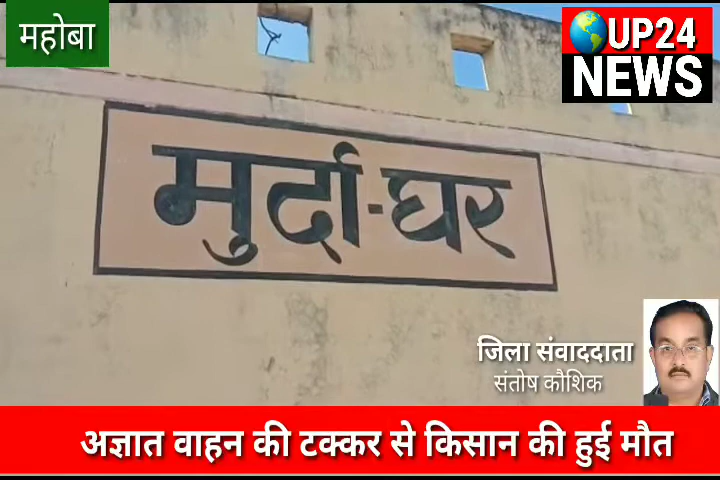 महोबा
UP24
NEWS
मुर्दा-घर
जिला संवाददाता
संतोष कौशिक
अज्ञात वाहन की टक्कर से किसान की हुई मौत